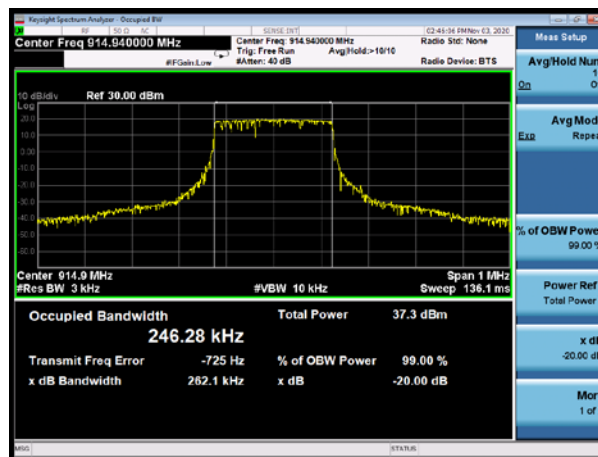 Keysight Spectrum Analyzer - Occupied BW
RF 50 Ω AC SENSE:INT 02:45:06 PM Nov 03, 2020
Center Freq 914.940000 MHz
Center Freq: 914.940000 MHz
Radio Std: None
Trig: Free Run Avg|Hold:>10/10
#IFGain:Low #Atten: 40 dB Radio Device: BTS
10 dB/div Ref 30.00 dBm
Log
20.0
10.0
0.00
-10.0
-20.0
-30.0
-40.0
-50.0
-60.0
Center 914.9 MHz Span 1 MHz
#Res BW 3 kHz #VBW 10 kHz Sweep 136.1 ms
Occupied Bandwidth Total Power 37.3 dBm
246.28 kHz
Transmit Freq Error -725 Hz % of OBW Power 99.00 %
x dB Bandwidth 262.1 kHz x dB -20.00 dB
MSG STATUS
Meas Setup
Avg/Hold Num
1
On O
Avg Mod
Exp Repea
% of OBW Powe
99.00 %
Power Ref
Total Power
x d
-20.00 d
Mor
1 of